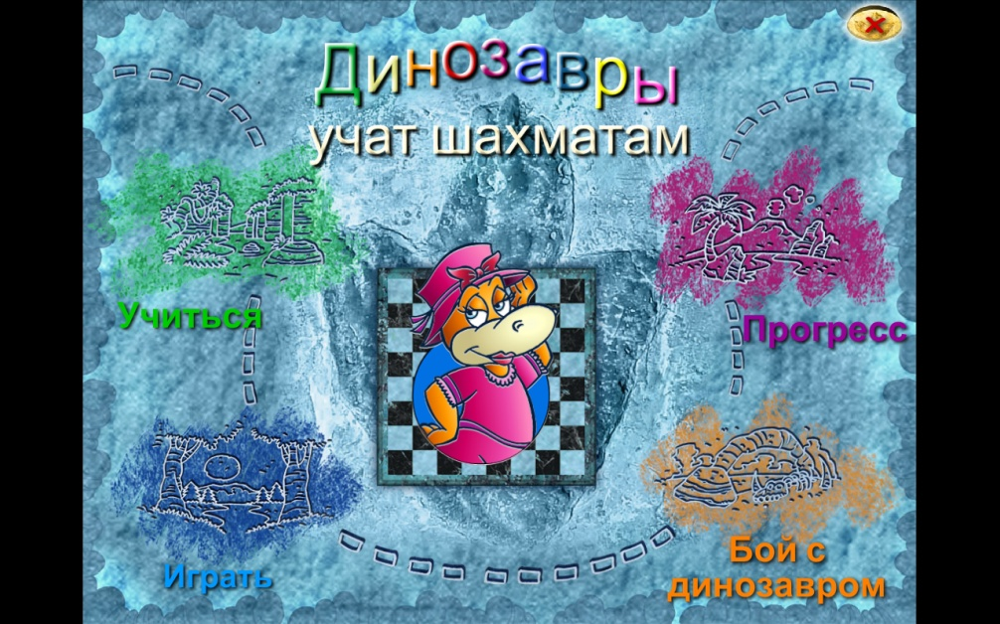 Динозавры
учат шахматам
Учиться
Прогресс
Играть
Бой с
динозавром